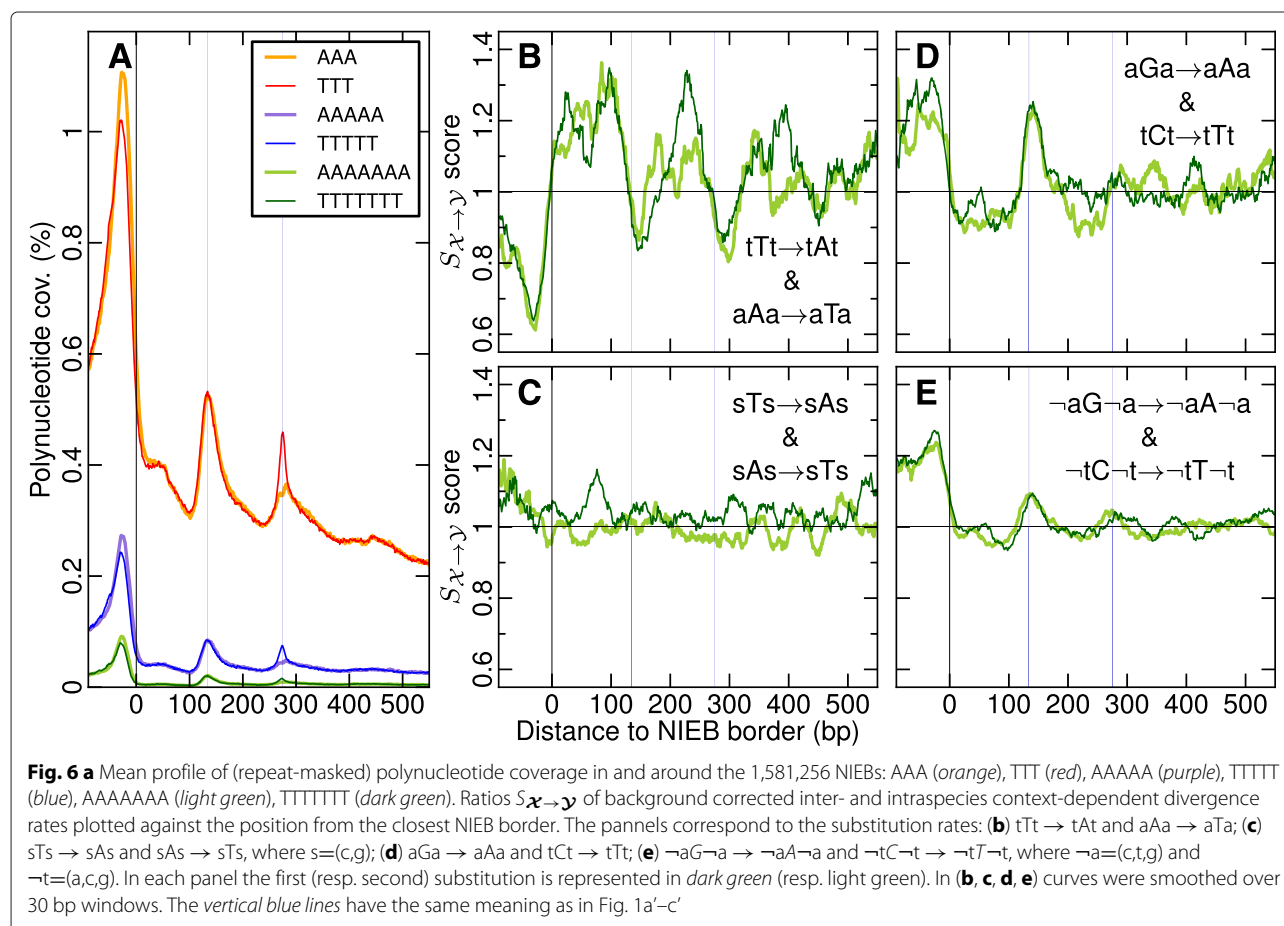 A
AAA
TTT
AAAAA
TTTTT
AAAAAAA
TTTTTTT
Polynucleotide cov. (%)
1
0.8
0.6
0.4
0.2
0
0 100 200 300 400 500
B
1.4
1.2
1
0.8
0.6
S𝒳→𝒴 score
tTt→tAt
&
aAa→aTa
D
aGa→aAa
&
tCt→tTt
C
1.4
1.2
1
0.8
0.6
S𝒳→𝒴 score
sTs→sAs
&
sAs→sTs
0 100 200 300 400 500
E
¬aG¬a→¬aA¬a
&
¬tC¬t→¬tT¬t
0 100 200 300 400 500
Distance to NIEB border (bp)
Fig. 6 a Mean profile of (repeat-masked) polynucleotide coverage in and around the 1,581,256 NIEBs: AAA (orange), TTT (red), AAAAA (purple), TTTTT
(blue), AAAAAAA (light green), TTTTTTT (dark green). Ratios S𝒳→𝒴 of background corrected inter- and intraspecies context-dependent divergence
rates plotted against the position from the closest NIEB border. The pannels correspond to the substitution rates: (b) tTt → tAt and aAa → aTa; (c)
sTs → sAs and sAs → sTs, where s=(c,g); (d) aGa → aAa and tCt → tTt; (e) ¬aG¬a → ¬aA¬a and ¬tC¬t → ¬tT¬t, where ¬a=(c,t,g) and
¬t=(a,c,g). In each panel the first (resp. second) substitution is represented in dark green (resp. light green). In (b, c, d, e) curves were smoothed over
30 bp windows. The vertical blue lines have the same meaning as in Fig. 1a’–c’